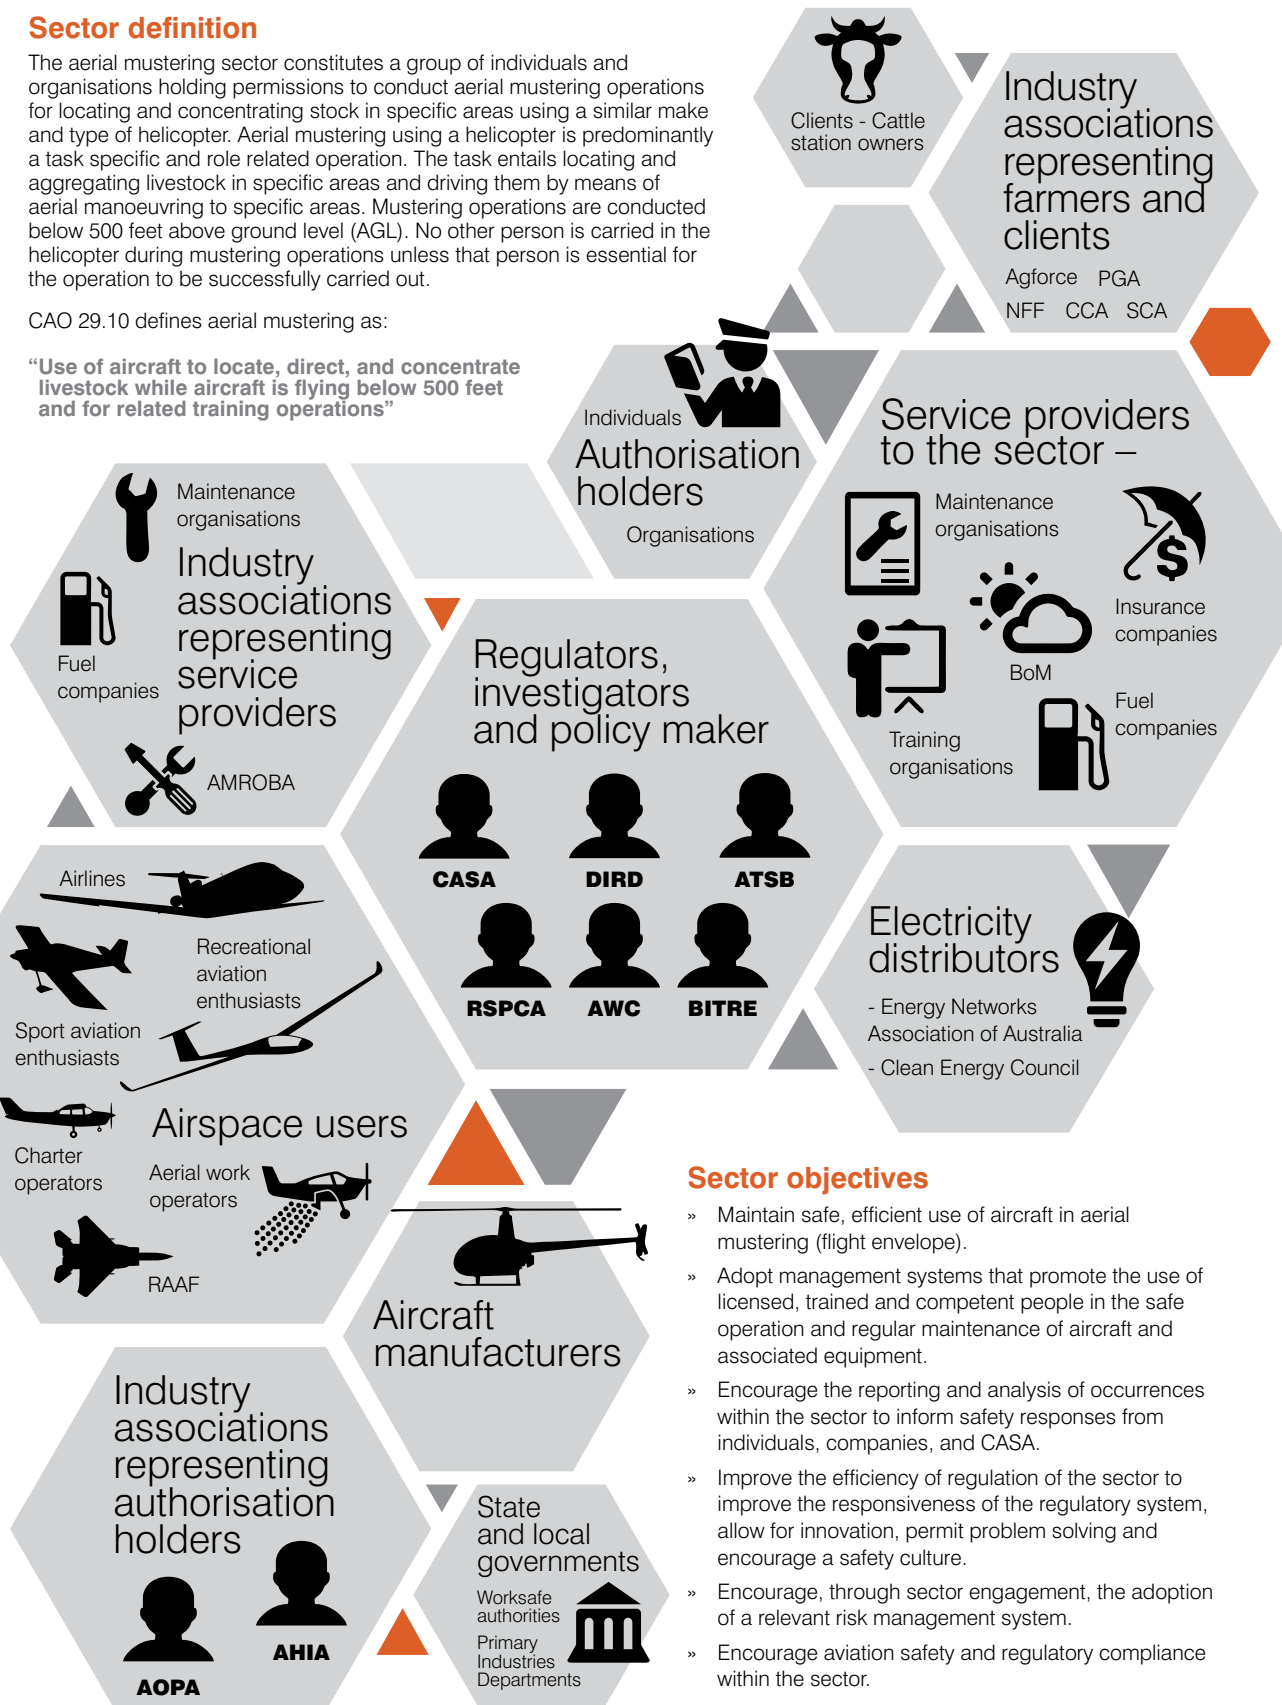 Sector definition
The aerial mustering sector constitutes a group of individuals and
organisations holding permissions to conduct aerial mustering operations
for locating and concentrating stock in specific areas using a similar make
and type of helicopter. Aerial mustering using a helicopter is predominantly
a task specific and role related operation. The task entails locating and
aggregating livestock in specific areas and driving them by means of
aerial manoeuvring to specific areas. Mustering operations are conducted
below 500 feet above ground level (AGL). No other person is carried in the
helicopter during mustering operations unless that person is essential for
the operation to be successfully carried out.
CAO 29.10 defines aerial mustering as:
“Use of aircraft to locate, direct, and concentrate
livestock while aircraft is flying below 500 feet
and for related training operations”
Clients - Cattle
station owners
Industry
associations
representing
farmers and
clients
Agforce PGA
NFF CCA SCA
Individuals
Authorisation
holders
Organisations
Service providers
to the sector –
Maintenance
organisations
Insurance
companies
BoM
Training
organisations
Fuel
companies
Maintenance
organisations
Industry
associations
representing
service
providers
Fuel
companies
AMROBA
Regulators,
investigators
and policy maker
CASA DIRD ATSB
RSPCA AWC BITRE
Airlines
Recreational
aviation
enthusiasts
Sport aviation
enthusiasts
Airspace users
Charter
operators
Aerial work
operators
RAAF
Electricity
distributors
- Energy Networks
Association of Australia
- Clean Energy Council
Aircraft
manufacturers
Industry
associations
representing
authorisation
holders
AHIA
AOPA
State
and local
governments
Worksafe
authorities
Primary
Industries
Departments
Sector objectives
» Maintain safe, efficient use of aircraft in aerial
mustering (flight envelope).
» Adopt management systems that promote the use of
licensed, trained and competent people in the safe
operation and regular maintenance of aircraft and
associated equipment.
» Encourage the reporting and analysis of occurrences
within the sector to inform safety responses from
individuals, companies, and CASA.
» Improve the efficiency of regulation of the sector to
improve the responsiveness of the regulatory system,
allow for innovation, permit problem solving and
encourage a safety culture.
» Encourage, through sector engagement, the adoption
of a relevant risk management system.
» Encourage aviation safety and regulatory compliance
within the sector.